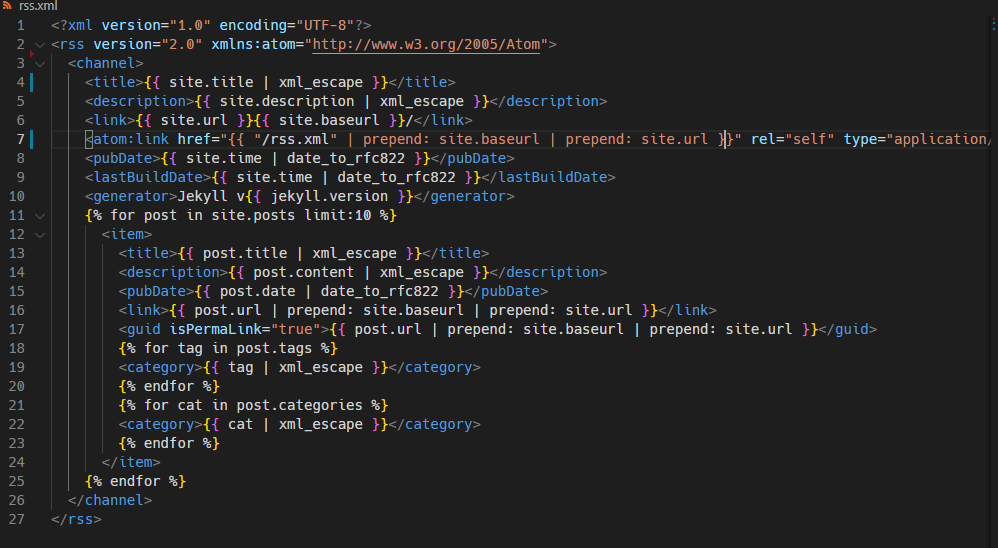 rss.xml
1 <?xml version="1.0" encoding="UTF-8"?>
2 <rss version="2.0" xmlns:atom="http://www.w3.org/2005/Atom">
3 <channel>
4 <title>{{ site.title | xml_escape }}</title>
5 <description>{{ site.description | xml_escape }}</description>
6 <link>{{ site.url }}{{ site.baseurl }}/</link>
7 <atom:link href="{{ "/rss.xml" | prepend: site.baseurl | prepend: site.url }}" rel="self" type="application/
8 <pubDate>{{ site.time | date_to_rfc822 }}</pubDate>
9 <lastBuildDate>{{ site.time | date_to_rfc822 }}</lastBuildDate>
10 <generator>Jekyll v{{ jekyll.version }}</generator>
11 {% for post in site.posts limit:10 %}
12 <item>
13 <title>{{ post.title | xml_escape }}</title>
14 <description>{{ post.content | xml_escape }}</description>
15 <pubDate>{{ post.date | date_to_rfc822 }}</pubDate>
16 <link>{{ post.url | prepend: site.baseurl | prepend: site.url }}</link>
17 <guid isPermaLink="true">{{ post.url | prepend: site.baseurl | prepend: site.url }}</guid>
18 {% for tag in post.tags %}
19 <category>{{ tag | xml_escape }}</category>
20 {% endfor %}
21 {% for cat in post.categories %}
22 <category>{{ cat | xml_escape }}</category>
23 {% endfor %}
24 </item>
25 {% endfor %}
26 </channel>
27 </rss>